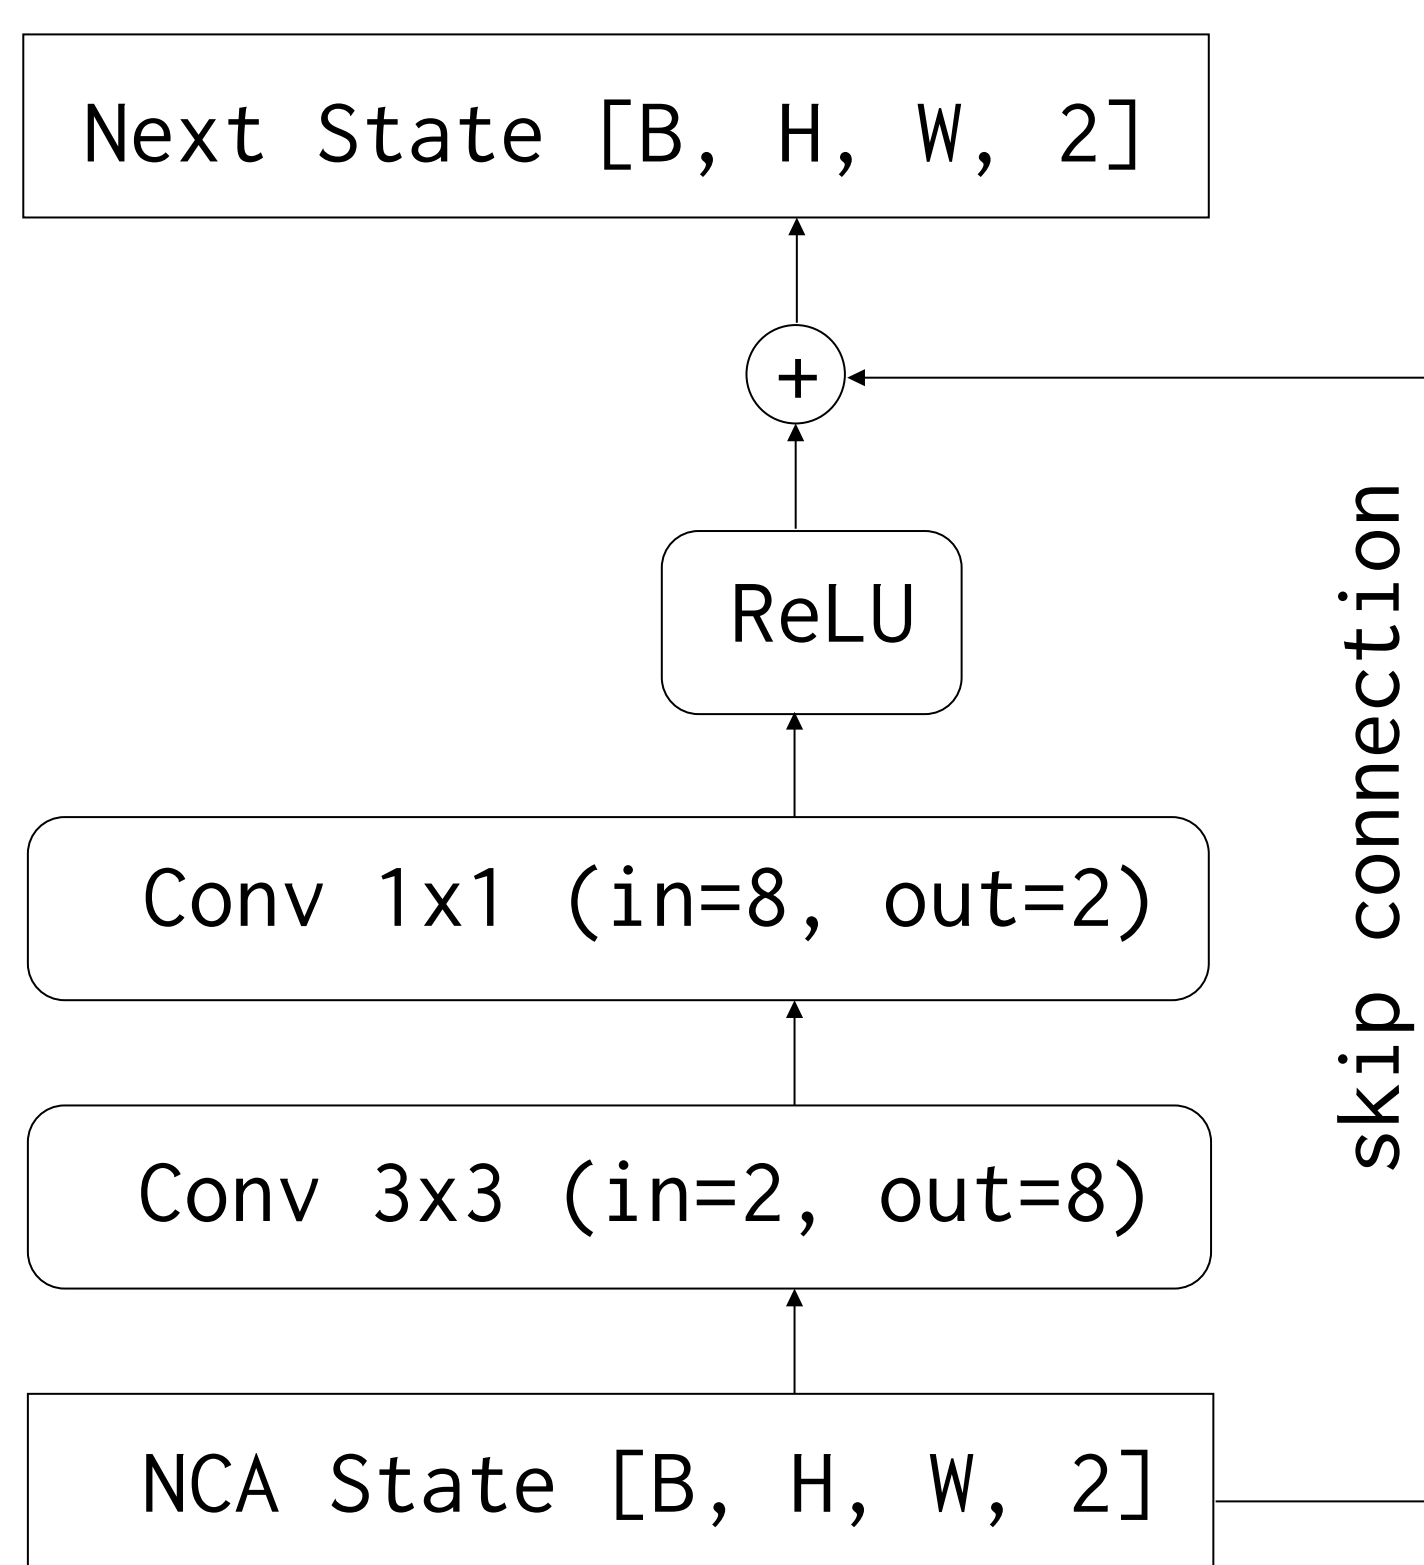 Next State [B, H, W, 2]
+
ReLU
skip connection
Conv 1x1 (in=8, out=2)
Conv 3x3 (in=2, out=8)
NCA State [B, H, W, 2]